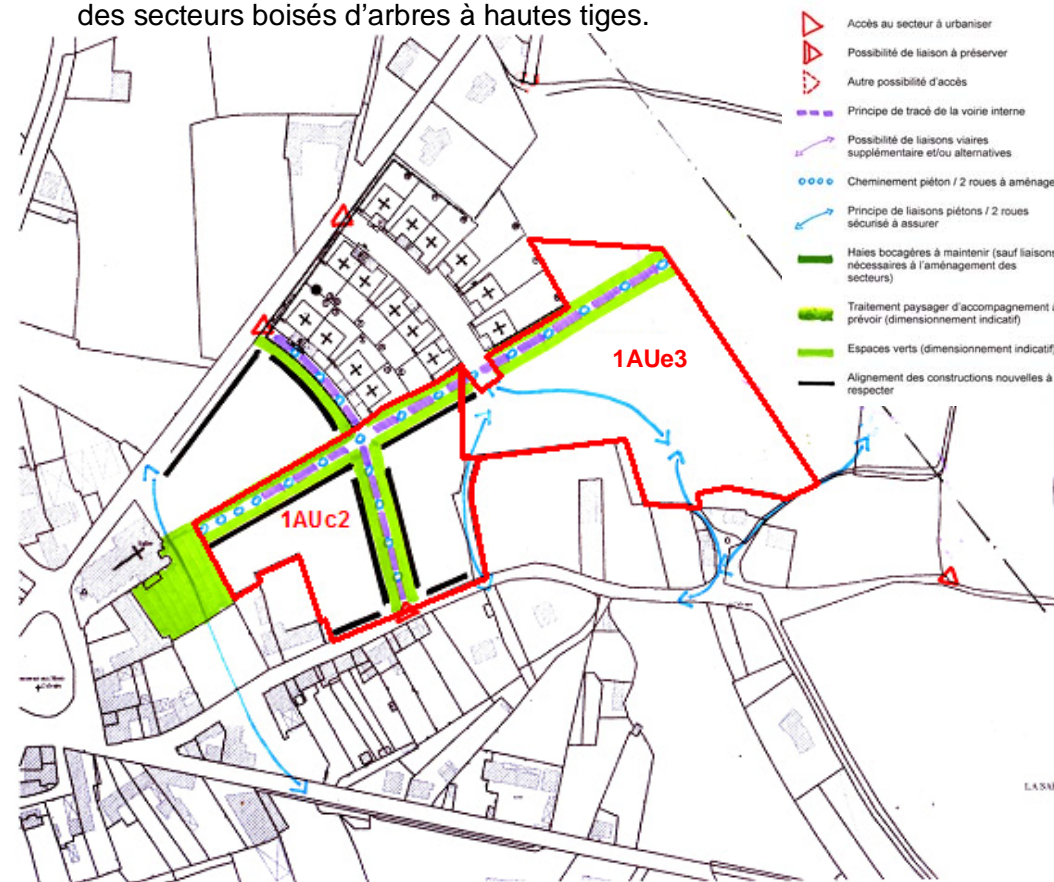 des secteurs boisés d'arbres à hautes tiges.
Accès au secteur à urbaniser
Possibilité de liaison à préserver
Autre possibilité d'accès
Principe de tracé de la voirie interne
Possibilité de liaisons viaires
supplémentaire et/ou alternatives
Cheminement piéton / 2 roues à aménage
Principe de liaisons piétons / 2 roues
sécurisé à assurer
Haies bocagères à maintenir (sauf liaisons
nécessaires à l'aménagement des
secteurs)
Traitement paysager d'accompagnement à
prévoir (dimensionnement indicatif)
Espaces verts (dimensionnement indicatif)
Alignement des constructions nouvelles à
respecter
1AUe3
1AUc2